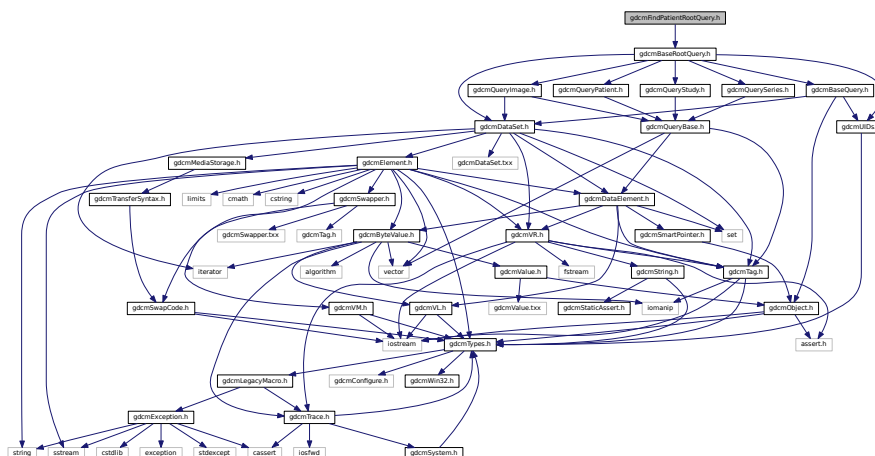 gdcmFindPatientRootQuery.h
gdcmBaseRootQuery.h
gdcmQueryImage.h
gdcmQueryPatient.h
gdcmQueryStudy.h
gdcmQuerySeries.h
gdcmBaseQuery.h
gdcmDataSet.h
gdcmQueryBase.h
gdcmUIDs
gdcmMediaStorage.h
gdcmElement.h
gdcmDataSet.txx
gdcmTransferSyntax.h
limits
cmath
cstring
gdcmSwapper.h
gdcmDataElement.h
gdcmSwapper.txx
gdcmTag.h
gdcmByteValue.h
gdcmVR.h
gdcmSmartPointer.h
set
iterator
algorithm
vector
gdcmValue.h
fstream
gdcmString.h
gdcmTag.h
gdcmSwapCode.h
gdcmVM.h
gdcmVL.h
gdcmValue.txx
gdcmStaticAssert.h
iomanip
gdcmObject.h
iostream
gdcmTypes.h
assert.h
gdcmLegacyMacro.h
gdcmConfigure.h
gdcmWin32.h
gdcmException.h
gdcmTrace.h
string
sstream
cstdlib
exception
stdexcept
cassert
iosfwd
gdcmSystem.h